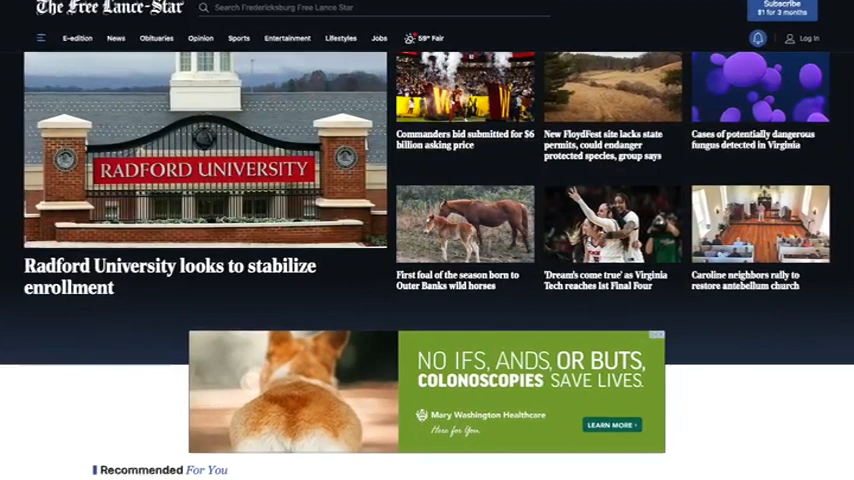 The Free Lance-Star
Search Fredericksburg Free Lance Star
Subscribe
$1 for 3 months
E-edition News Obituaries Opinion Sports Entertainment Lifestyles Jobs 59° Fair Log In
RADFORD UNIVERSITY
Radford University looks to stabilize
enrollment
Commanders bid submitted for $6
billion asking price
New FloydFest site lacks state
permits, could endanger
protected species, group says
Cases of potentially dangerous
fungus detected in Virginia
First foal of the season born to
Outer Banks wild horses
'Dream's come true' as Virginia
Tech reaches 1st Final Four
Caroline neighbors rally to
restore antebellum church
NO IFS, ANDS, OR BUTS,
COLONOSCOPIES SAVE LIVES.
Mary Washington Healthcare
Here for You.
LEARN MORE ›
Recommended For You